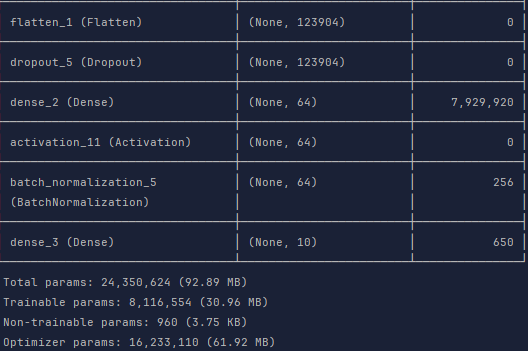 flatten_1 (Flatten) (None, 123904) 0
dropout_5 (Dropout) (None, 123904) 0
dense_2 (Dense) (None, 64) 7,929,920
activation_11 (Activation) (None, 64) 0
batch_normalization_5 (None, 64) 256
(BatchNormalization)
dense_3 (Dense) (None, 10) 650
Total params: 24,350,624 (92.89 MB)
Trainable params: 8,116,554 (30.96 MB)
Non-trainable params: 960 (3.75 KB)
Optimizer params: 16,233,110 (61.92 MB)